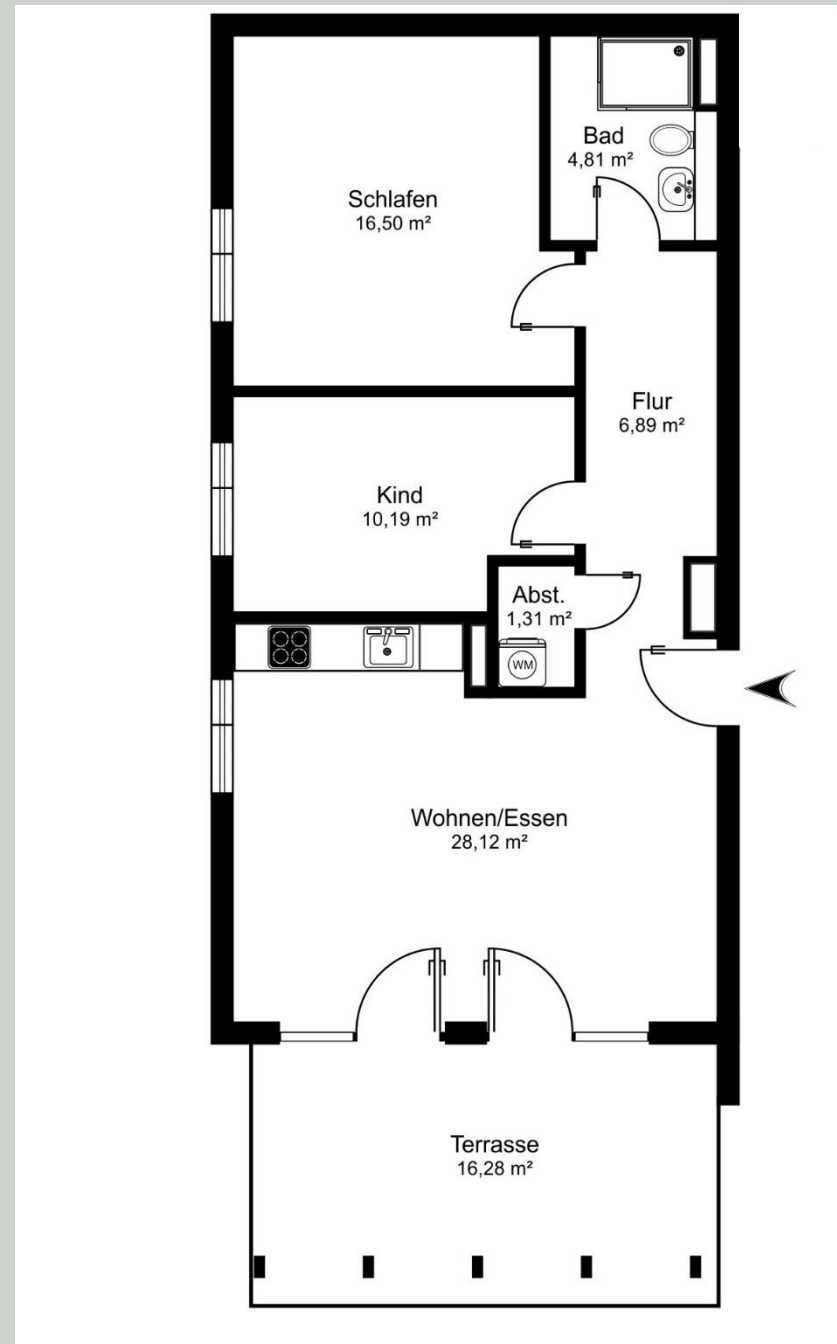 Bad
4,81 m²
Schlafen
16,50 m²
Flur
6,89 m²
Kind
10,19 m²
Abst.
1,31 m²
WM
Wohnen/Essen
28,12 m²
Terrasse
16,28 m²